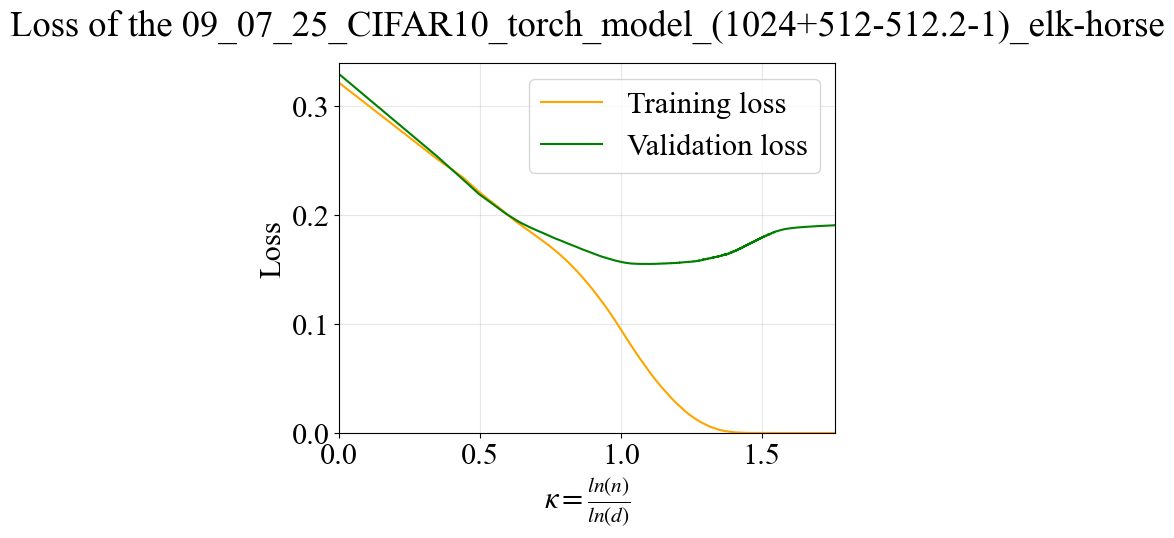 Loss of the 09_07_25_CIFAR10_torch_model_(1024+512-512.2-1)_elk-horse
Training loss
Validation loss
0.3
0.2
0.1
0.0
Loss
0.0 0.5 1.0 1.5
κ = ln(n) / ln(d)